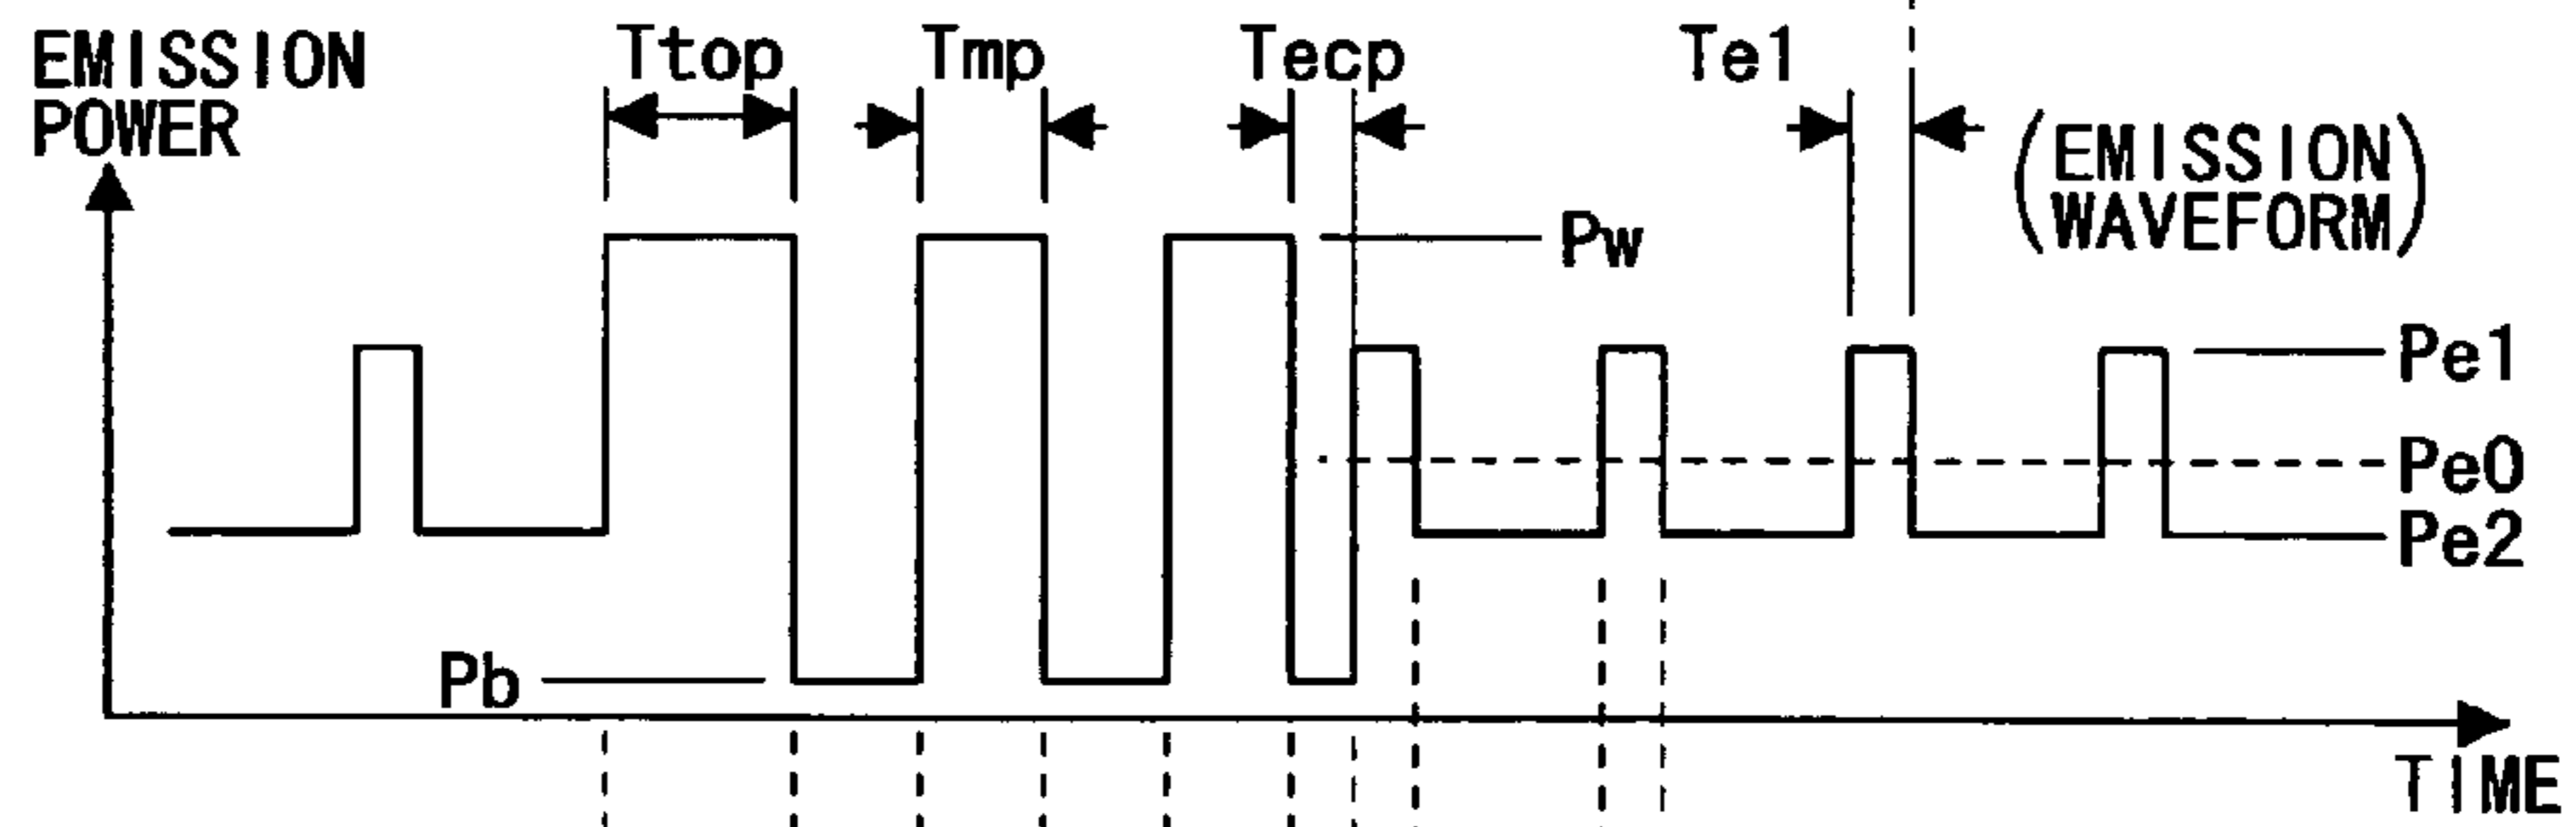 EMISSION
POWER
Ttop
Tmp
Tecp
Te1
(EMISSION
WAVEFORM)
Pw
Pe1
Pe0
Pe2
Pb
TIME